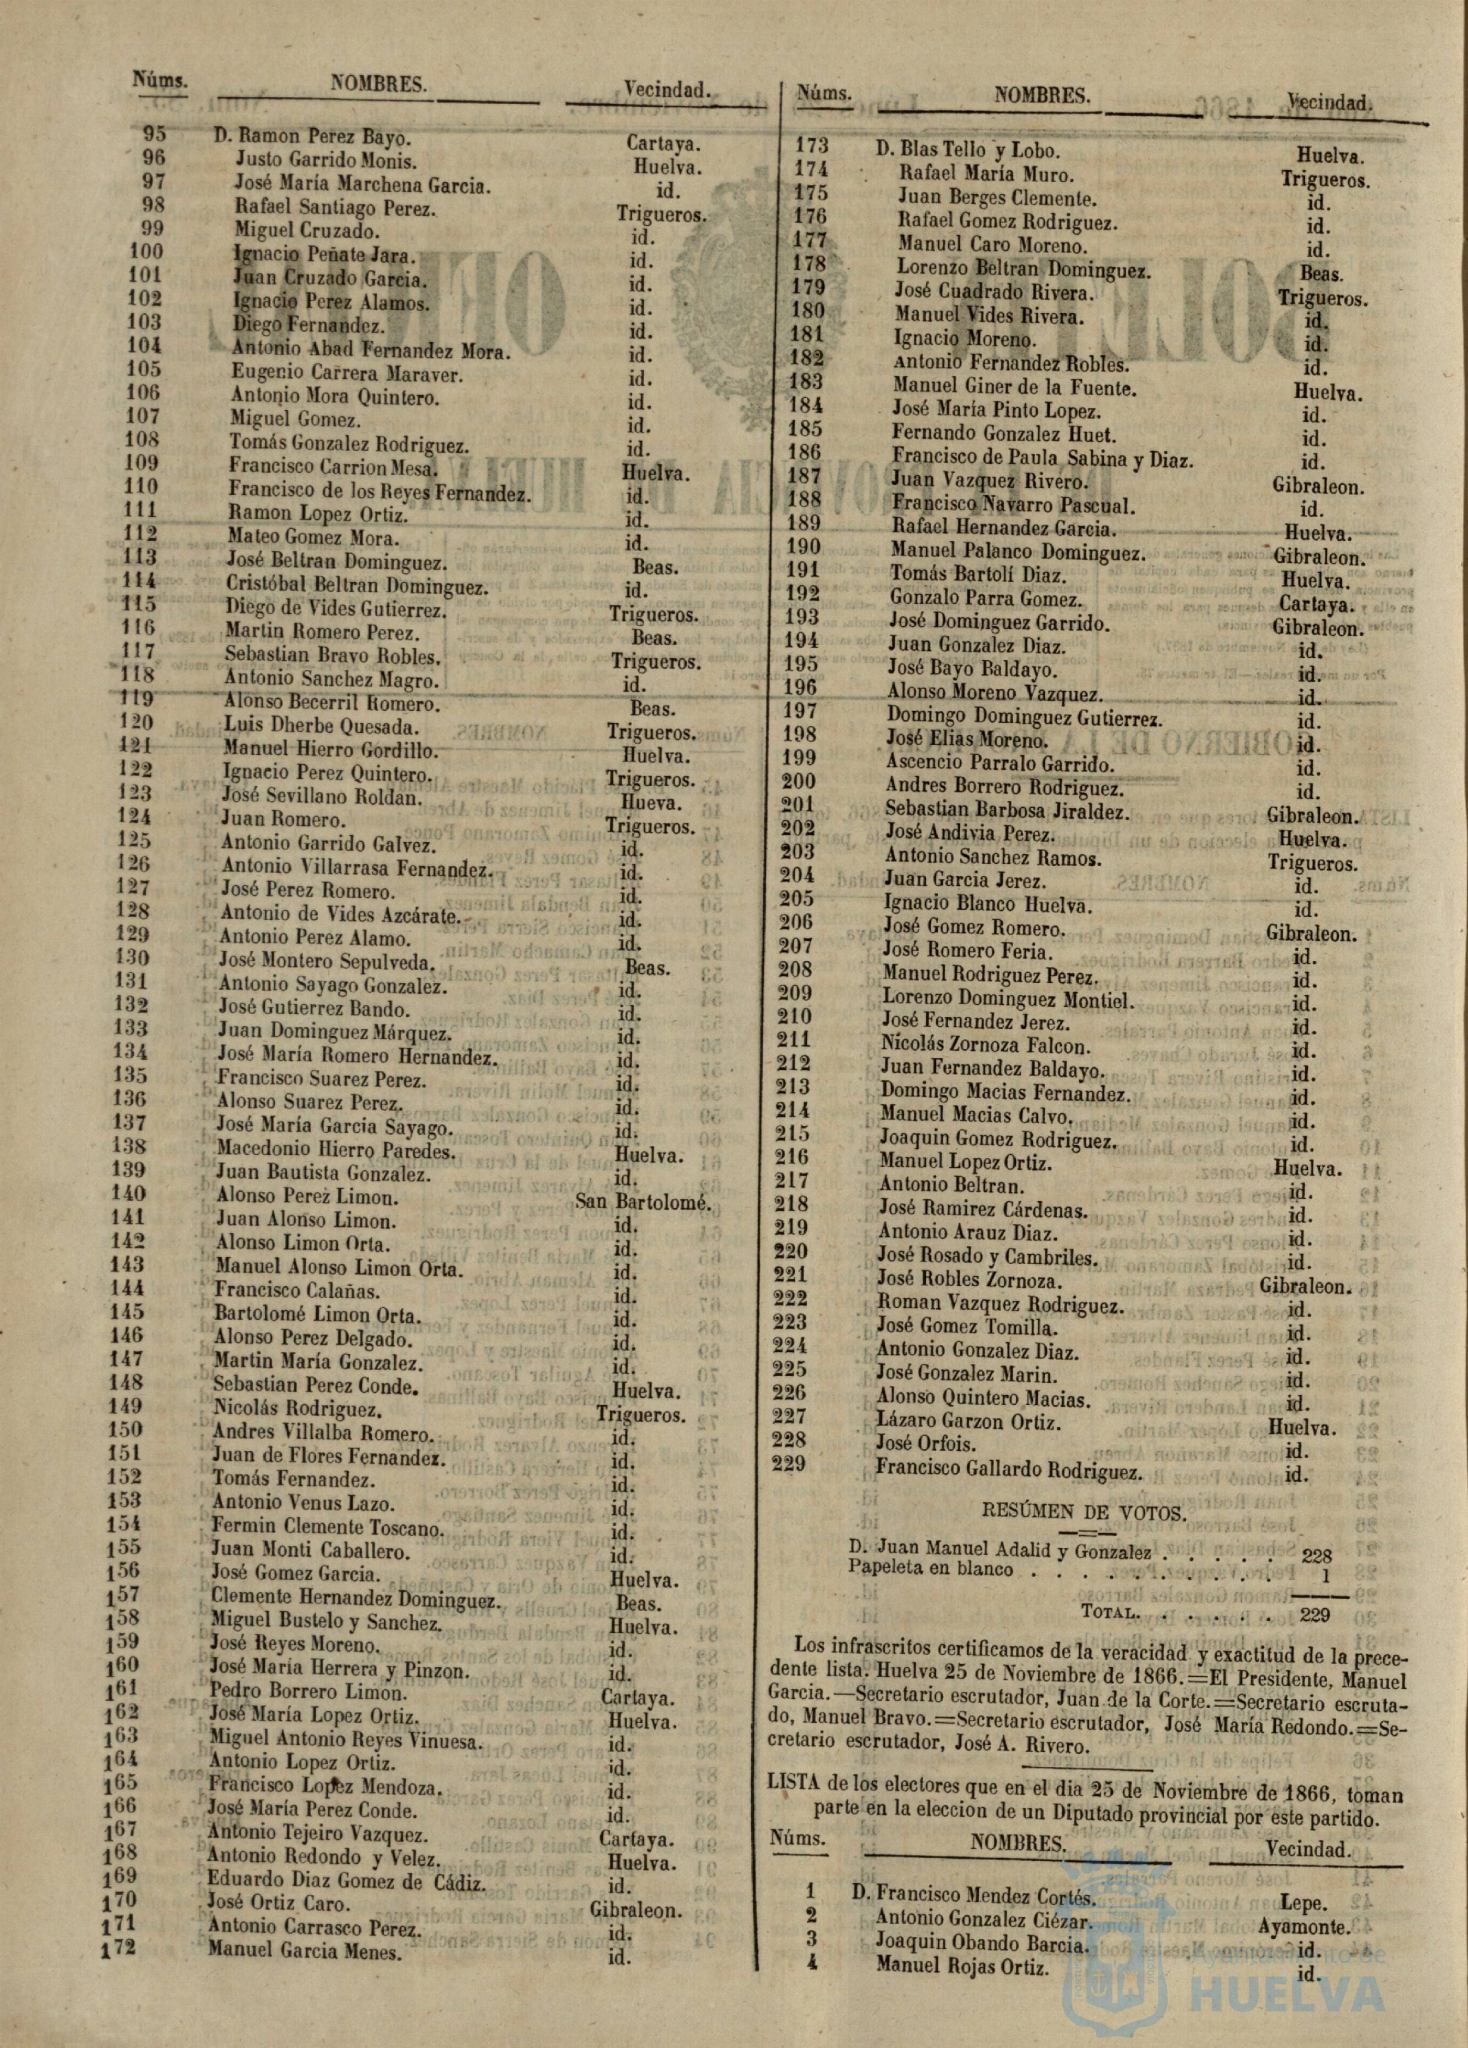 Núms. NOMBRES. Vecindad.
95 D. Ramon Perez Bayo. Cartaya.
96 Justo Garrido Monis. Huelva.
97 José María Marchena Garcia. id.
98 Rafael Santiago Perez. Trigueros.
99 Miguel Cruzado. id.
100 Ignacio Peñate Jara. id.
101 Juan Cruzado Garcia. id.
102 Ignacio Perez Alamos. id.
103 Diego Fernandez. id.
104 Antonio Abad Fernandez Mora. id.
105 Eugenio Carrera Maraver. id.
106 Antonio Mora Quintero. id.
107 Miguel Gomez. id.
108 Tomás Gonzalez Rodriguez. id.
109 Francisco Carrion Mesa. Huelva.
110 Francisco de los Reyes Fernandez. id.
111 Ramon Lopez Ortiz. id.
112 Mateo Gomez Mora. id.
113 José Beltran Dominguez. Beas.
114 Cristóbal Beltran Dominguez. id.
115 Diego de Vides Gutierrez. Trigueros.
116 Martin Romero Perez. Beas.
117 Sebastian Bravo Robles. Trigueros.
118 Antonio Sanchez Magro. id.
119 Alonso Becerril Romero. Beas.
120 Luis Dherbe Quesada. Trigueros.
121 Manuel Hierro Gordillo. Huelva.
122 Ignacio Perez Quintero. Trigueros.
123 José Sevillano Roldan. Hueva.
124 Juan Romero. Trigueros.
125 Antonio Garrido Galvez. id.
126 Antonio Villarrasa Fernandez. id.
127 José Perez Romero. id.
128 Antonio de Vides Azcárate. id.
129 Antonio Perez Alamo. id.
130 José Montero Sepulveda. Beas.
131 Antonio Sayago Gonzalez. id.
132 José Gutierrez Bando. id.
133 Juan Dominguez Márquez. id.
134 José María Romero Hernandez. id.
135 Francisco Suarez Perez. id.
136 Alonso Suarez Perez. id.
137 José María Garcia Sayago. id.
138 Macedonio Hierro Paredes. Huelva.
139 Juan Bautista Gonzalez. id.
140 Alonso Perez Limon. San Bartolomé.
141 Juan Alonso Limon. id.
142 Alonso Limon Orta. id.
143 Manuel Alonso Limon Orta. id.
144 Francisco Calañas. id.
145 Bartolomé Limon Orta. id.
146 Alonso Perez Delgado. id.
147 Martin María Gonzalez. id.
148 Sebastian Perez Conde. Huelva.
149 Nicolás Rodriguez. Trigueros.
150 Andres Villalba Romero. id.
151 Juan de Flores Fernandez. id.
152 Tomás Fernandez. id.
153 Antonio Venus Lazo. id.
154 Fermin Clemente Toscano. id.
155 Juan Monti Caballero. id.
156 José Gomez Garcia. Huelva.
157 Clemente Hernandez Dominguez. Beas.
158 Miguel Bustelo y Sanchez. Huelva.
159 José Reyes Moreno. id.
160 José María Herrera y Pinzon. id.
161 Pedro Borrero Limon. Cartaya.
162 José María Lopez Ortiz. Huelva.
163 Miguel Antonio Reyes Vinuesa. id.
164 Antonio Lopez Ortiz. id.
165 Francisco Lopez Mendoza. id.
166 José María Perez Conde. id.
167 Antonio Tejeiro Vazquez. Cartaya.
168 Antonio Redondo y Velez. Huelva.
169 Eduardo Diaz Gomez de Cádiz. id.
170 José Ortiz Caro. Gibraleon.
171 Antonio Carrasco Perez. id.
172 Manuel Garcia Menes. id.
Núms. NOMBRES. Vecindad.
173 D. Blas Tello y Lobo. Huelva.
174 Rafael María Muro. Trigueros.
175 Juan Berges Clemente. id.
176 Rafael Gomez Rodriguez. id.
177 Manuel Caro Moreno. id.
178 Lorenzo Beltran Dominguez. Beas.
179 José Cuadrado Rivera. Trigueros.
180 Manuel Vides Rivera. id.
181 Ignacio Moreno. id.
182 Antonio Fernandez Robles. id.
183 Manuel Giner de la Fuente. Huelva.
184 José María Pinto Lopez. id.
185 Fernando Gonzalez Huet. id.
186 Francisco de Paula Sabina y Diaz. id.
187 Juan Vazquez Rivero. Gibraleon.
188 Francisco Navarro Pascual. id.
189 Rafael Hernandez Garcia. Huelva.
190 Manuel Palanco Dominguez. Gibraleon.
191 Tomás Bartolí Diaz. Huelva.
192 Gonzalo Parra Gomez. Cartaya.
193 José Dominguez Garrido. Gibraleon.
194 Juan Gonzalez Diaz. id.
195 José Bayo Baldayo. id.
196 Alonso Moreno Vazquez. id.
197 Domingo Dominguez Gutierrez. id.
198 José Elias Moreno. id.
199 Ascencio Parralo Garrido. id.
200 Andres Borrero Rodriguez. id.
201 Sebastian Barbosa Jiraldez. Gibraleon.
202 José Andivia Perez. Huelva.
203 Antonio Sanchez Ramos. Trigueros.
204 Juan Garcia Jerez. id.
205 Ignacio Blanco Huelva. id.
206 José Gomez Romero. Gibraleon.
207 José Romero Feria. id.
208 Manuel Rodriguez Perez. id.
209 Lorenzo Dominguez Montiel. id.
210 José Fernandez Jerez. id.
211 Nicolás Zornoza Falcon. id.
212 Juan Fernandez Baldayo. id.
213 Domingo Macias Fernandez. id.
214 Manuel Macias Calvo. id.
215 Joaquin Gomez Rodriguez. id.
216 Manuel Lopez Ortiz. Huelva.
217 Antonio Beltran. id.
218 José Ramirez Cárdenas. id.
219 Antonio Arauz Diaz. id.
220 José Rosado y Cambriles. id.
221 José Robles Zornoza. Gibraleon.
222 Roman Vazquez Rodriguez. id.
223 José Gomez Tomilla. id.
224 Antonio Gonzalez Diaz. id.
225 José Gonzalez Marin. id.
226 Alonso Quintero Macias. id.
227 Lázaro Garzon Ortiz. Huelva.
228 José Orfois. id.
229 Francisco Gallardo Rodriguez. id.
RESÚMEN DE VOTOS.
D. Juan Manuel Adalid y Gonzalez . . . . . 228
Papeleta en blanco . . . . . . . . . . 1
TOTAL. . . . . . 229
Los infrascritos certificamos de la veracidad y exactitud de la prece-
dente lista. Huelva 25 de Noviembre de 1866.=El Presidente, Manuel
Garcia.—Secretario escrutador, Juan de la Corte.=Secretario escruta-
do, Manuel Bravo.=Secretario escrutador, José María Redondo.=Se-
cretario escrutador, José A. Rivero.
LISTA de los electores que en el dia 25 de Noviembre de 1866, toman
parte en la eleccion de un Diputado provincial por este partido.
Núms. NOMBRES. Vecindad.
1 D. Francisco Mendez Cortés. Lepe.
2 Antonio Gonzalez Ciézar. Ayamonte.
3 Joaquin Obando Barcia. id.
4 Manuel Rojas Ortiz. id.
Ayuntamiento de
HUELVA